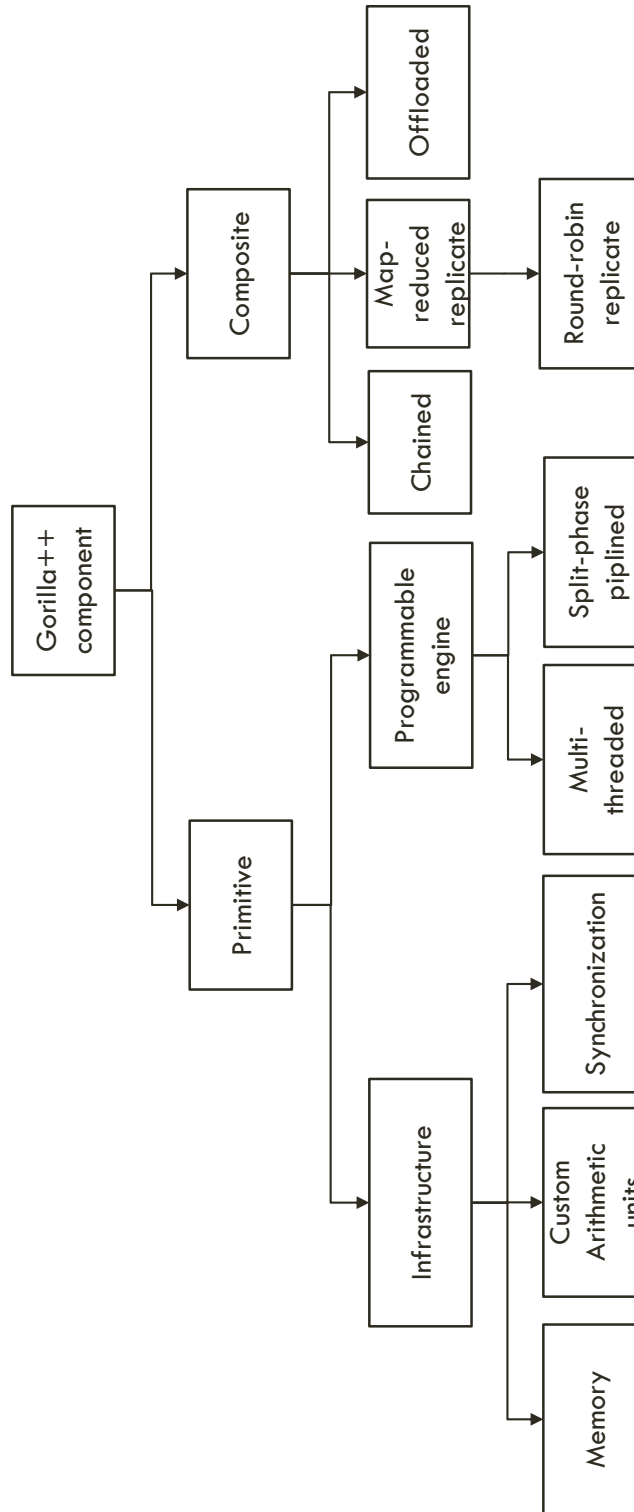 Gorilla++
component
Primitive
Composite
Infrastructure
Programmable
engine
Chained
Map-
reduced
replicate
Offloaded
Memory
Custom
Arithmetic
units
Synchronization
Multi-
threaded
Split-phase
piplined
Round-robin
replicate